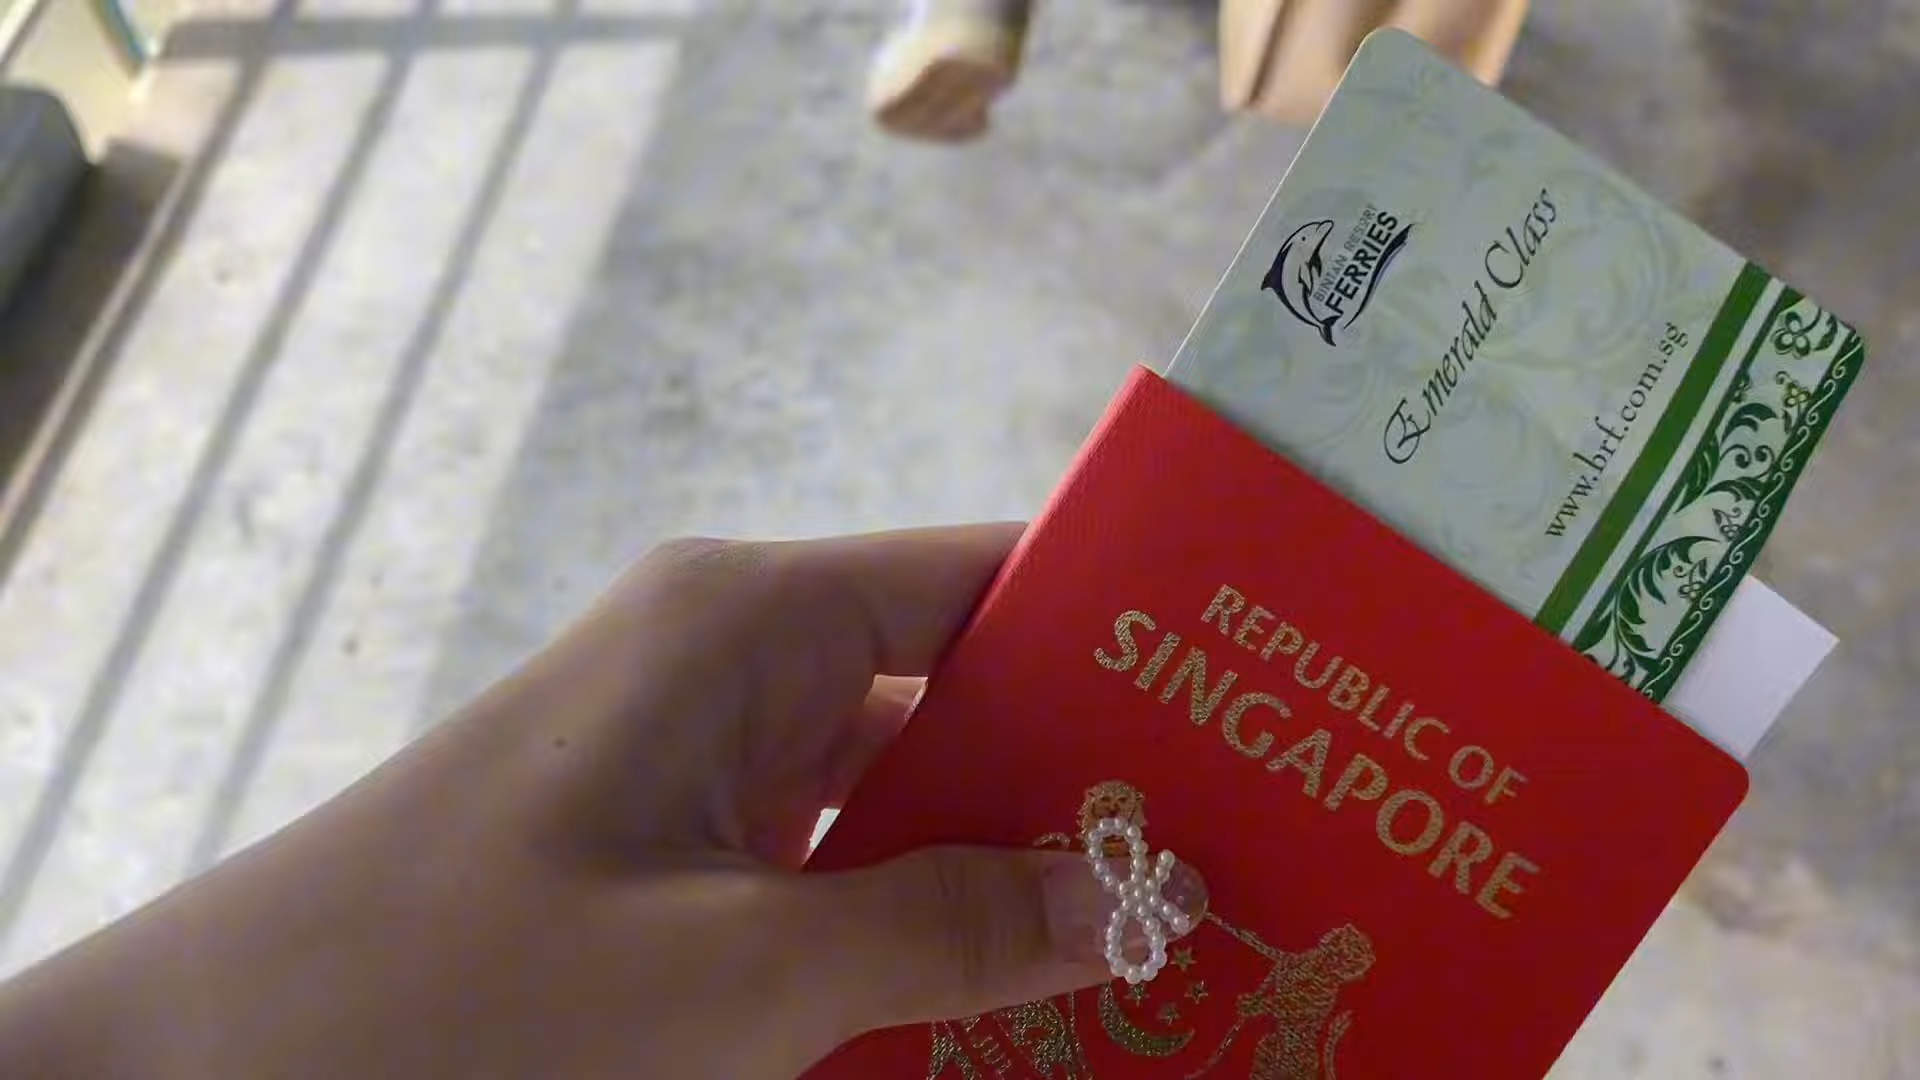 BINTAN RESORT
FERRIES
Emerald Class
www.brf.com.sg
REPUBLIC OF
SINGAPORE